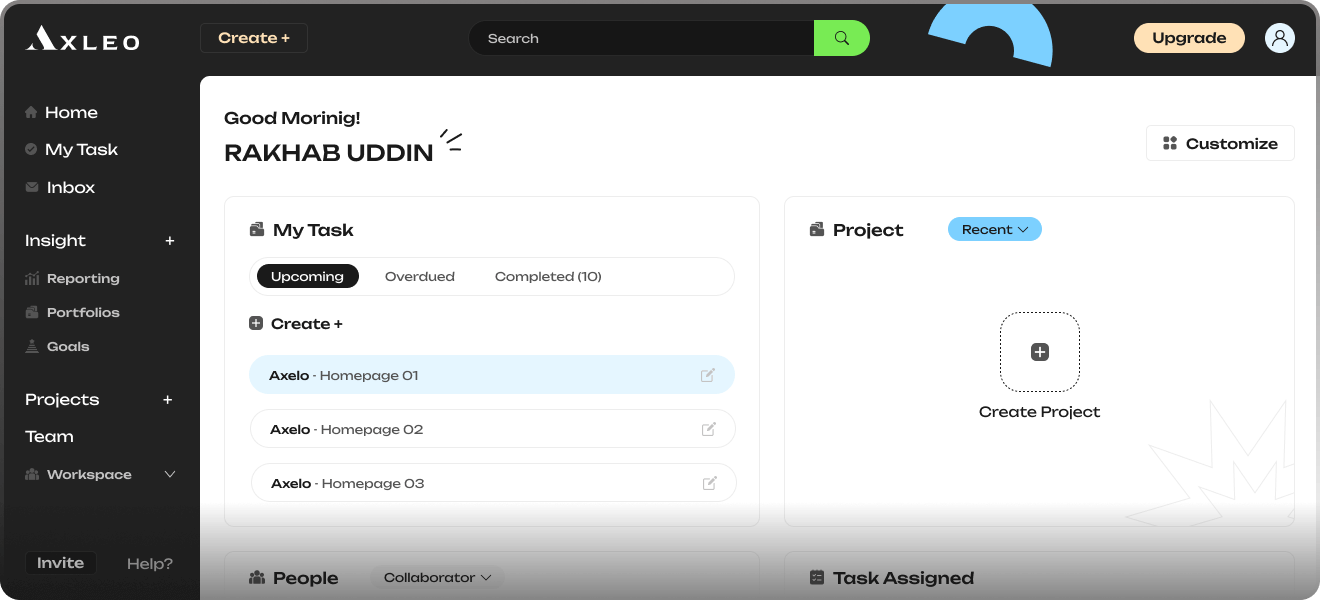 AXLEO
Create +
Search
Upgrade
Home
My Task
Inbox
Insight +
Reporting
Portfolios
Goals
Projects +
Team
Workspace
Invite Help?
Good Morinig!
RAKHAB UDDIN
Customize
My Task
Upcoming Overdued Completed (10)
Create +
Axelo - Homepage 01
Axelo - Homepage 02
Axelo - Homepage 03
Project Recent
Create Project
People Collaborator
Task Assigned